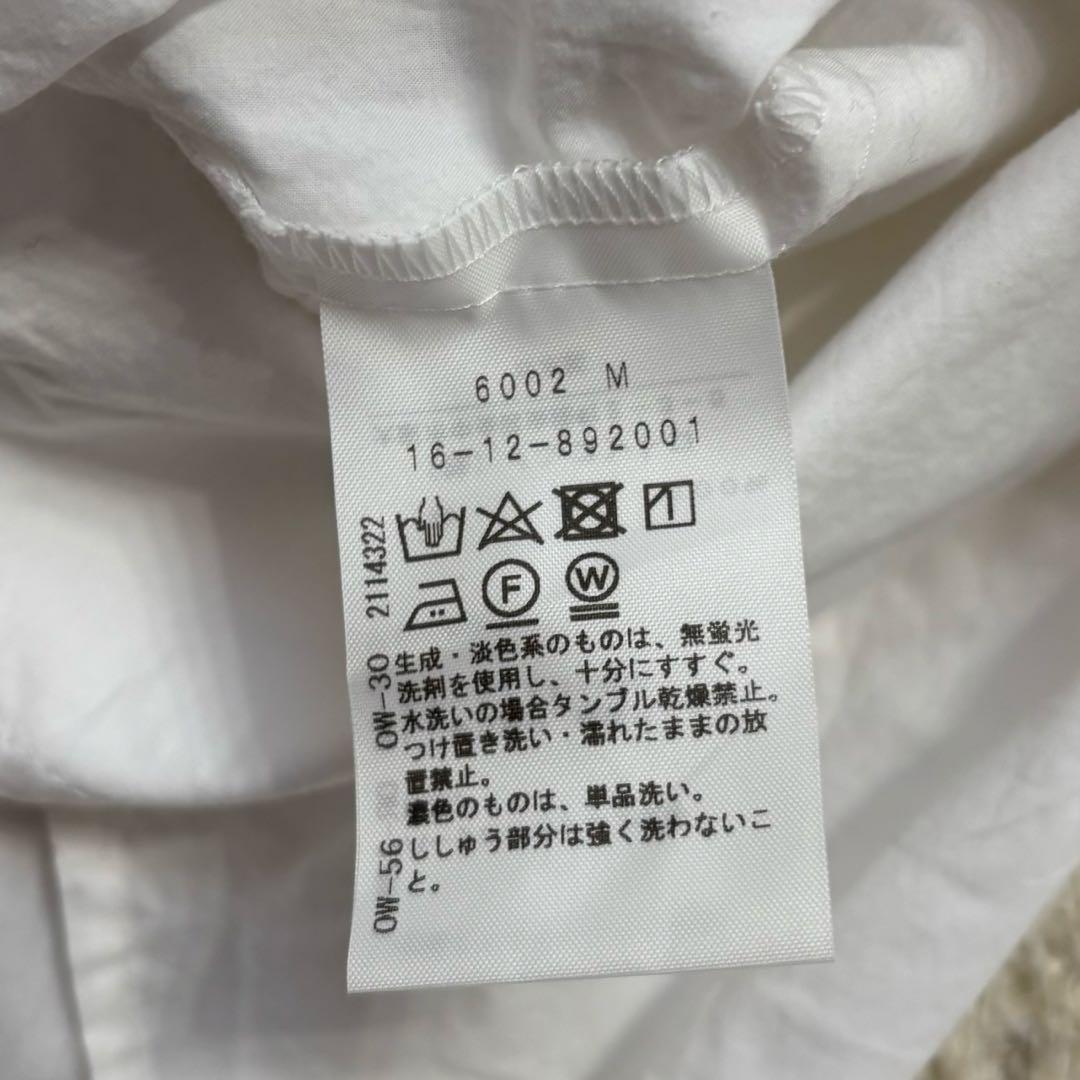 6002 M
16-12-892001
F W
生成・淡色系のものは、無蛍光
洗剤を使用し、十分にすすぐ。
水洗いの場合タンブル乾燥禁止。
つけ置き洗い・濡れたままの放
置禁止。
濃色のものは、単品洗い。
ししゅう部分は強く洗わないこ
と。
OW-56 OW-30 2114322